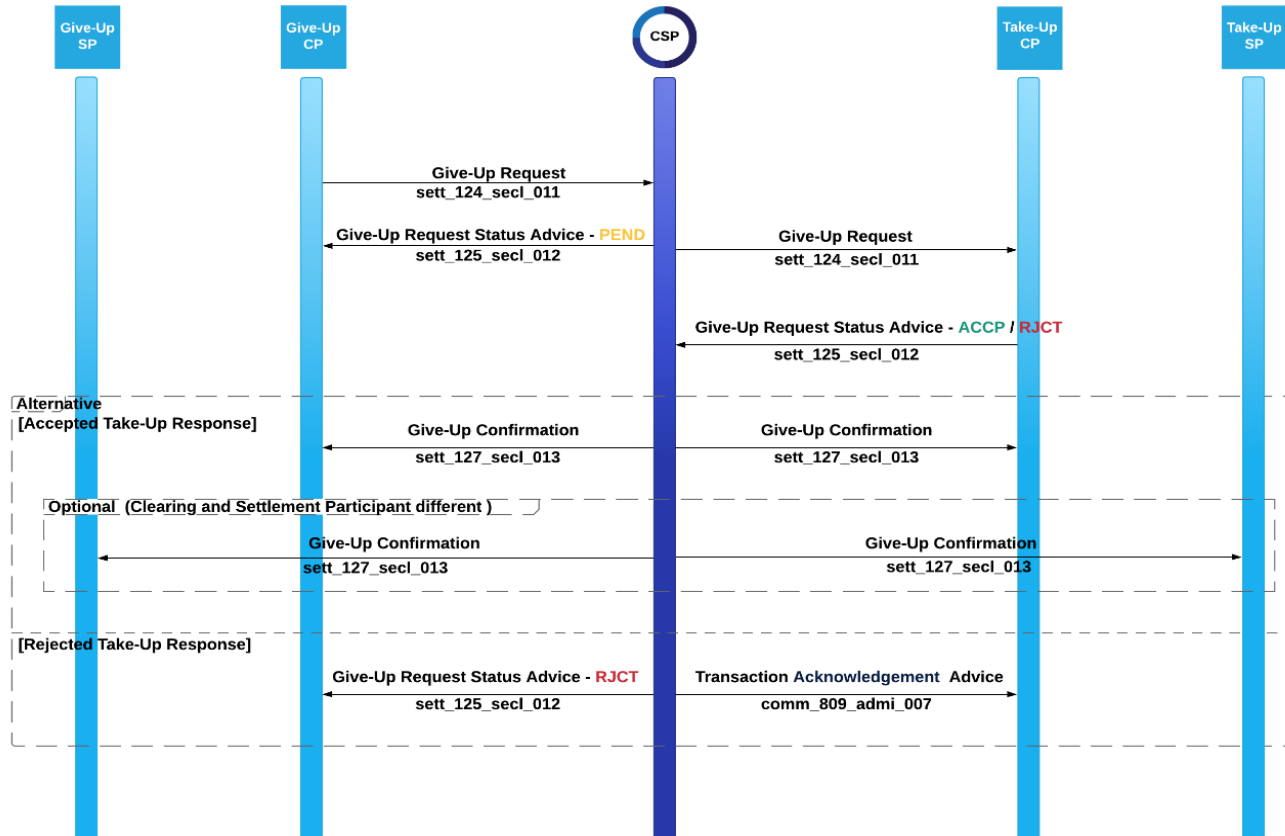 Give-Up
SP
Give-Up
CP
CSP
Take-Up
CP
Take-Up
SP
Give-Up Request
sett_124_secl_011
Give-Up Request Status Advice - PEND
sett_125_secl_012
Give-Up Request
sett_124_secl_011
Give-Up Request Status Advice - ACCP / RJCT
sett_125_secl_012
Alternative
[Accepted Take-Up Response]
Give-Up Confirmation
sett_127_secl_013
Give-Up Confirmation
sett_127_secl_013
Optional (Clearing and Settlement Participant different )
Give-Up Confirmation
sett_127_secl_013
Give-Up Confirmation
sett_127_secl_013
[Rejected Take-Up Response]
Give-Up Request Status Advice - RJCT
sett_125_secl_012
Transaction Acknowledgement Advice
comm_809_admi_007